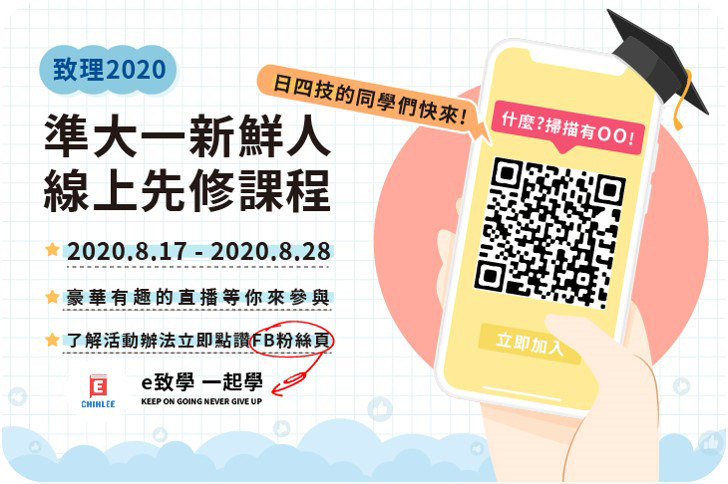 致理2020
日四技的同學們快來!
什麼?掃描有OO!
準大一新鮮人
線上先修課程
2020.8.17 - 2020.8.28
豪華有趣的直播等你來參與
了解活動辦法立即點讚FB粉絲頁
立即加入
E
CHIHLEE
e致學 一起學
KEEP ON GOING NEVER GIVE UP